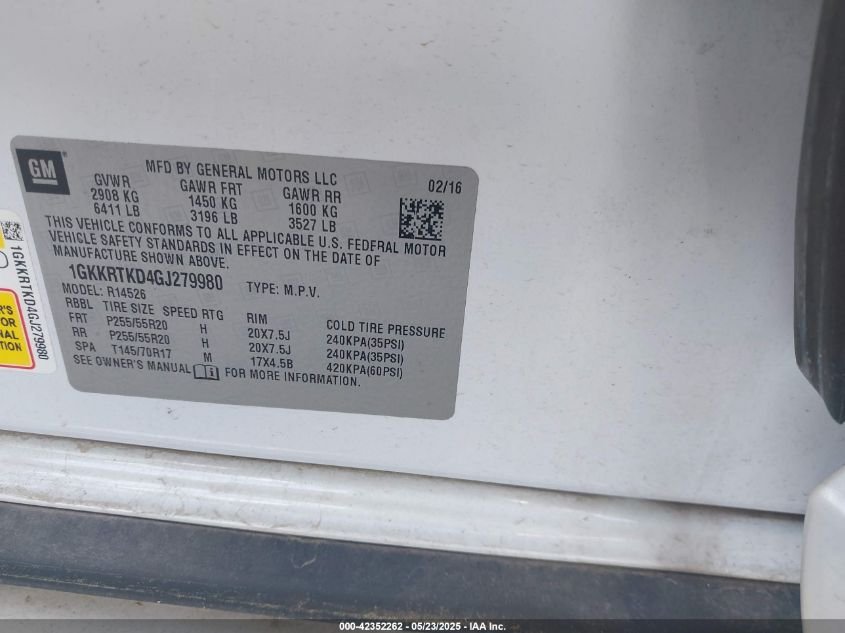 GM
MFD BY GENERAL MOTORS LLC
02/16
GVWR GAWR FRT GAWR RR
2908 KG 1450 KG 1600 KG
6411 LB 3196 LB 3527 LB
THIS VEHICLE CONFORMS TO ALL APPLICABLE U.S. FEDERAL MOTOR
VEHICLE SAFETY STANDARDS IN EFFECT ON THE DATE OF
MANUFACTURE SHOWN ABOVE.
1GKKRTKD4GJ279980 TYPE: M.P.V.
MODEL: R14526
RBBL TIRE SIZE SPEED RTG RIM COLD TIRE PRESSURE
FRT P255/55R20 H 20X7.5J 240KPA(35PSI)
RR P255/55R20 H 20X7.5J 240KPA(35PSI)
SPA T145/70R17 M 17X4.5B 420KPA(60PSI)
SEE OWNER'S MANUAL FOR MORE INFORMATION.
1GKKRTKD4GJ279980
000-42352262 - 05/23/2025 - IAA Inc.